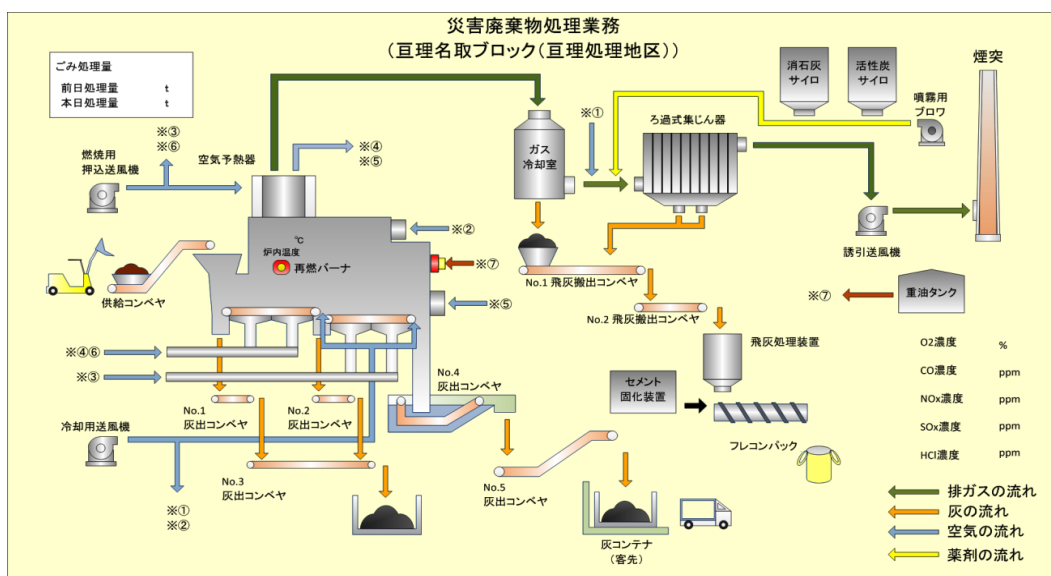 災害廃棄物処理業務
（亘理名取ブロック（亘理処理地区））
ごみ処理量
前日処理量 t
本日処理量 t
消石灰
サイロ
活性炭
サイロ
煙突
噴霧用
ブロワ
※③
※⑥
燃焼用
押込送風機
空気予熱器
※④
※⑤
ガス
冷却室
※①
ろ過式集じん器
誘引送風機
※②
℃
炉内温度
再燃バーナ
※⑦
※⑤
供給コンベヤ
No.1 飛灰搬出コンベヤ
No.2 飛灰搬出コンベヤ
※⑦
重油タンク
飛灰処理装置
※④⑥
※③
No.1
灰出コンベヤ
No.2
灰出コンベヤ
No.4
灰出コンベヤ
セメント
固化装置
フレコンバック
O2濃度 %
CO濃度 ppm
NOx濃度 ppm
SOx濃度 ppm
HCl濃度 ppm
冷却用送風機
※①
※②
No.3
灰出コンベヤ
No.5
灰出コンベヤ
灰コンテナ
（客先）
排ガスの流れ
灰の流れ
空気の流れ
薬剤の流れ